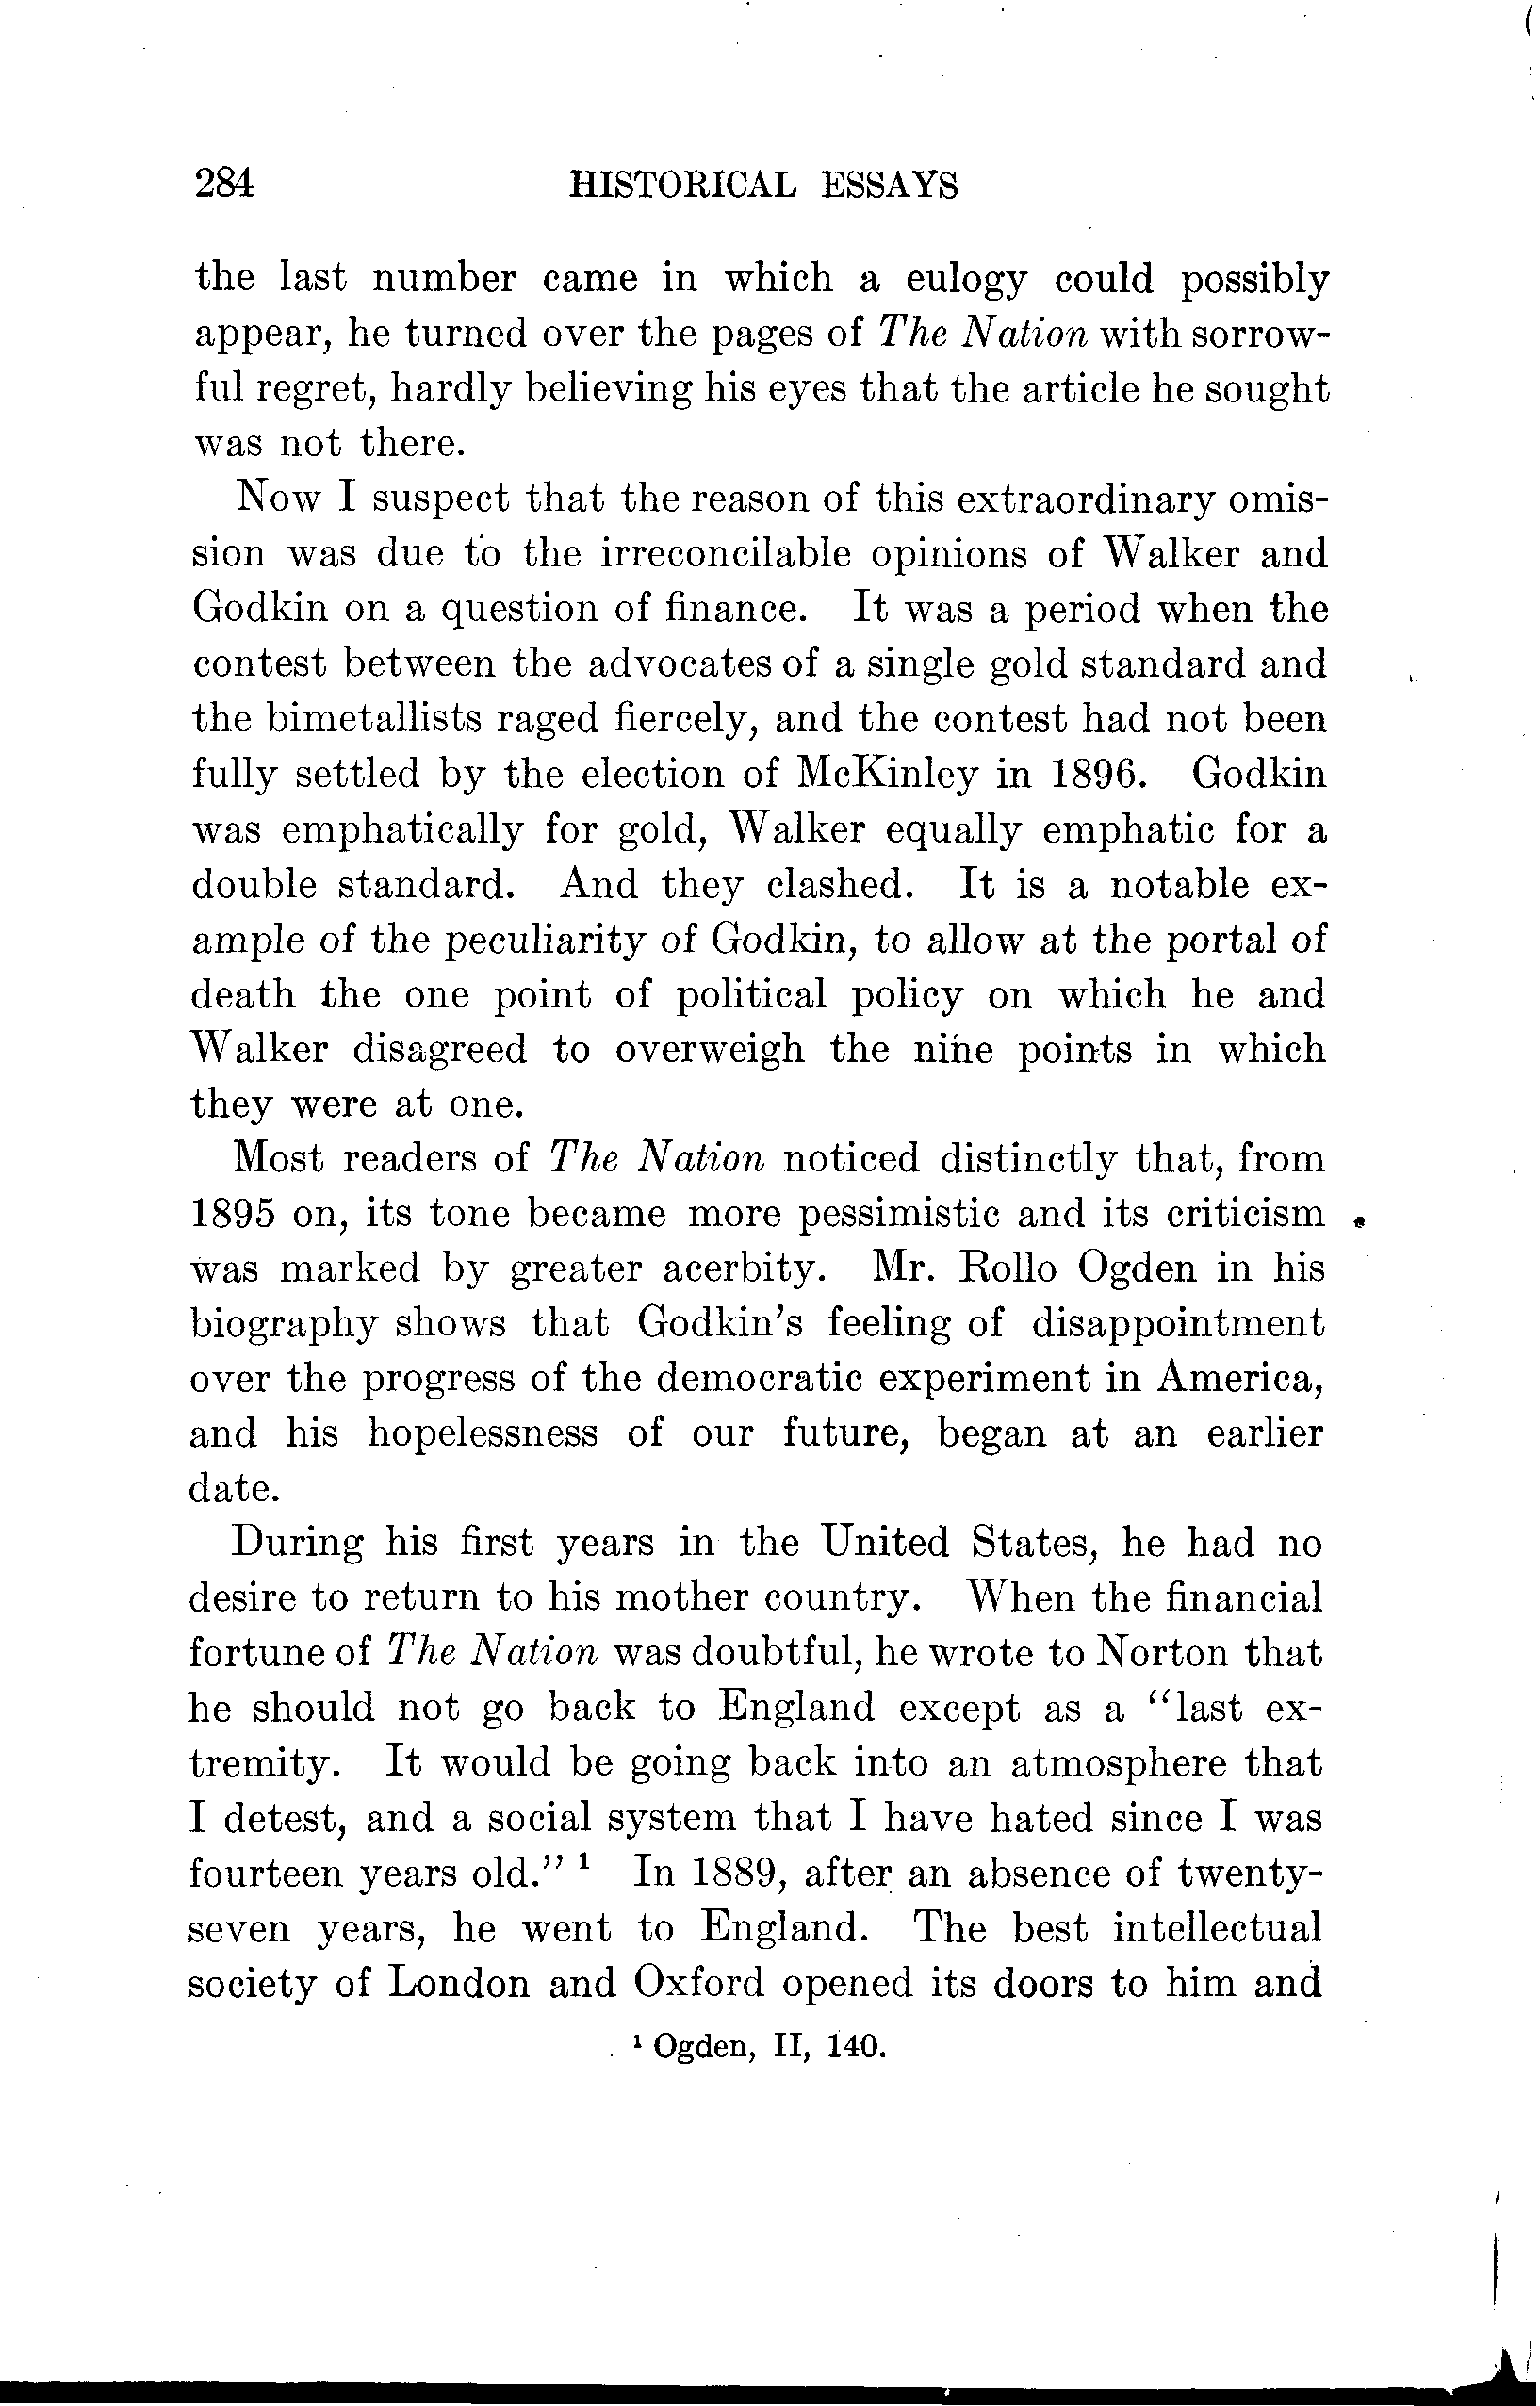 284 HISTORICAL ESSAYS
the last number came in which a eulogy could possibly
appear, he turned over the pages of The Nation with sorrow-
ful regret, hardly believing his eyes that the article he sought
was not there.
Now I suspect that the reason of this extraordinary omis-
sion was due to the irreconcilable opinions of Walker and
Godkin on a question of finance. It was a period when the
contest between the advocates of a single gold standard and
the bimetallists raged fiercely, and the contest had not been
fully settled by the election of McKinley in 1896. Godkin
was emphatically for gold, Walker equally emphatic for a
double standard. And they clashed. It is a notable ex-
ample of the peculiarity of Godkin, to allow at the portal of
death the one point of political policy on which he and
Walker disagreed to overweigh the nine points in which
they were at one.
Most readers of The Nation noticed distinctly that, from
1895 on, its tone became more pessimistic and its criticism
was marked by greater acerbity. Mr. Rollo Ogden in his
biography shows that Godkin's feeling of disappointment
over the progress of the democratic experiment in America,
and his hopelessness of our future, began at an earlier
date.
During his first years in the United States, he had no
desire to return to his mother country. When the financial
fortune of The Nation was doubtful, he wrote to Norton that
he should not go back to England except as a "last ex-
tremity. It would be going back into an atmosphere that
I detest, and a social system that I have hated since I was
fourteen years old." ¹ In 1889, after an absence of twenty-
seven years, he went to England. The best intellectual
society of London and Oxford opened its doors to him and
¹ Ogden, II, 140.